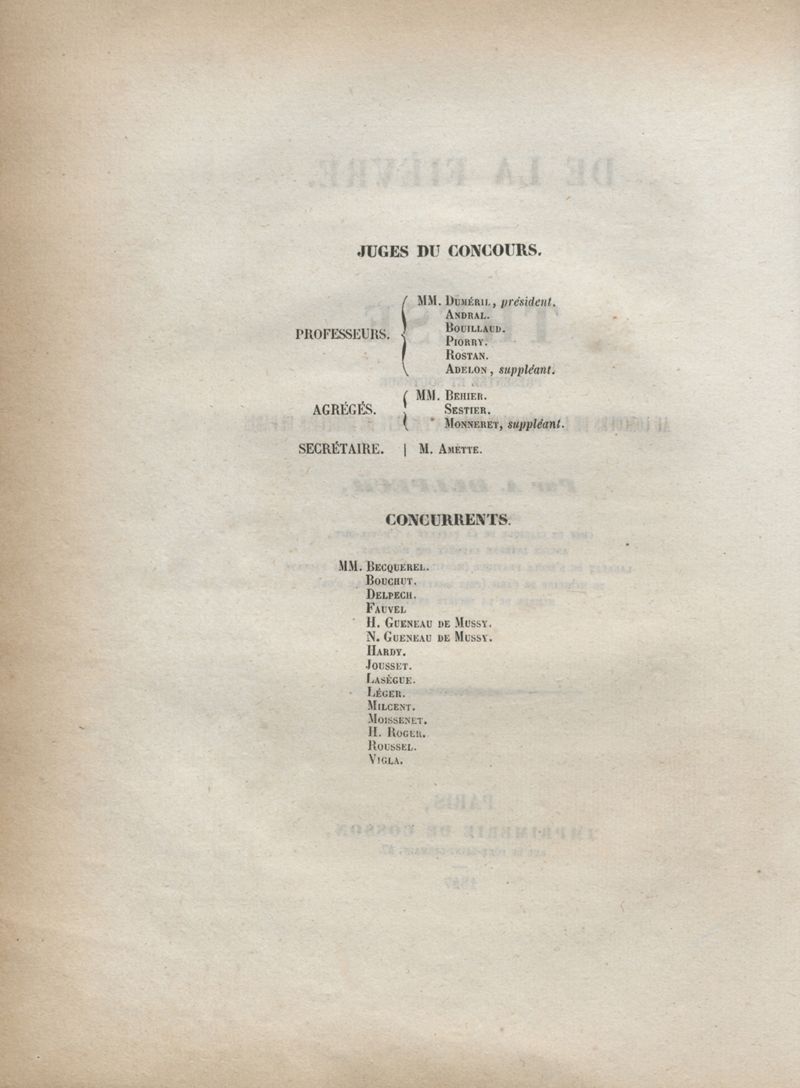 JUGES DU CONCOURS.
PROFESSEURS.
MM. DUMÉRIL, président.
ANDRAL.
BOUILLAUD.
PIORRY.
ROSTAN.
ADELON, suppléant.
AGRÉGÉS.
MM. BEHIER.
SESTIER.
MONNERET, suppléant.
SECRÉTAIRE. | M. AMETTE.
CONCURRENTS.
MM. BECQUEREL.
BOUCHUT.
DELPECH.
FAUVEL
H. GUENEAU DE MUSSY.
N. GUENEAU DE MUSSY.
HARDY.
JOUSSET.
LASÈGUE.
LÉGER.
MILCENT.
MOISSENET.
H. ROGER.
ROUSSEL.
VIGLA.